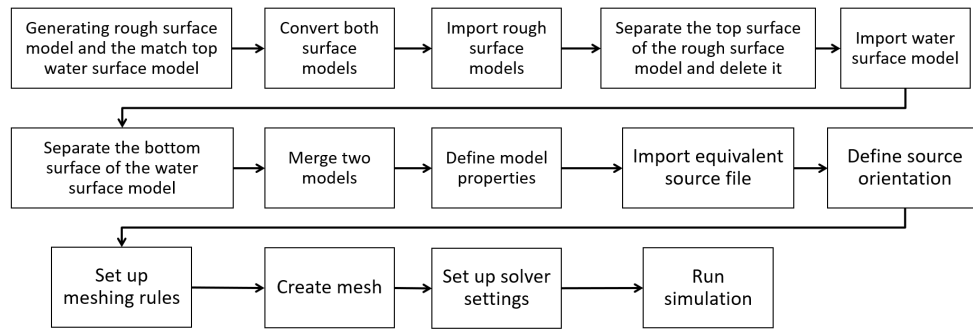 Generating rough surface
model and the match top
water surface model
Convert both
surface
models
Import rough
surface
models
Separate the top surface
of the rough surface
model and delete it
Import water
surface model
Separate the bottom
surface of the water
surface model
Merge two
models
Define model
properties
Import equivalent
source file
Define source
orientation
Set up
meshing rules
Create mesh
Set up solver
settings
Run
simulation